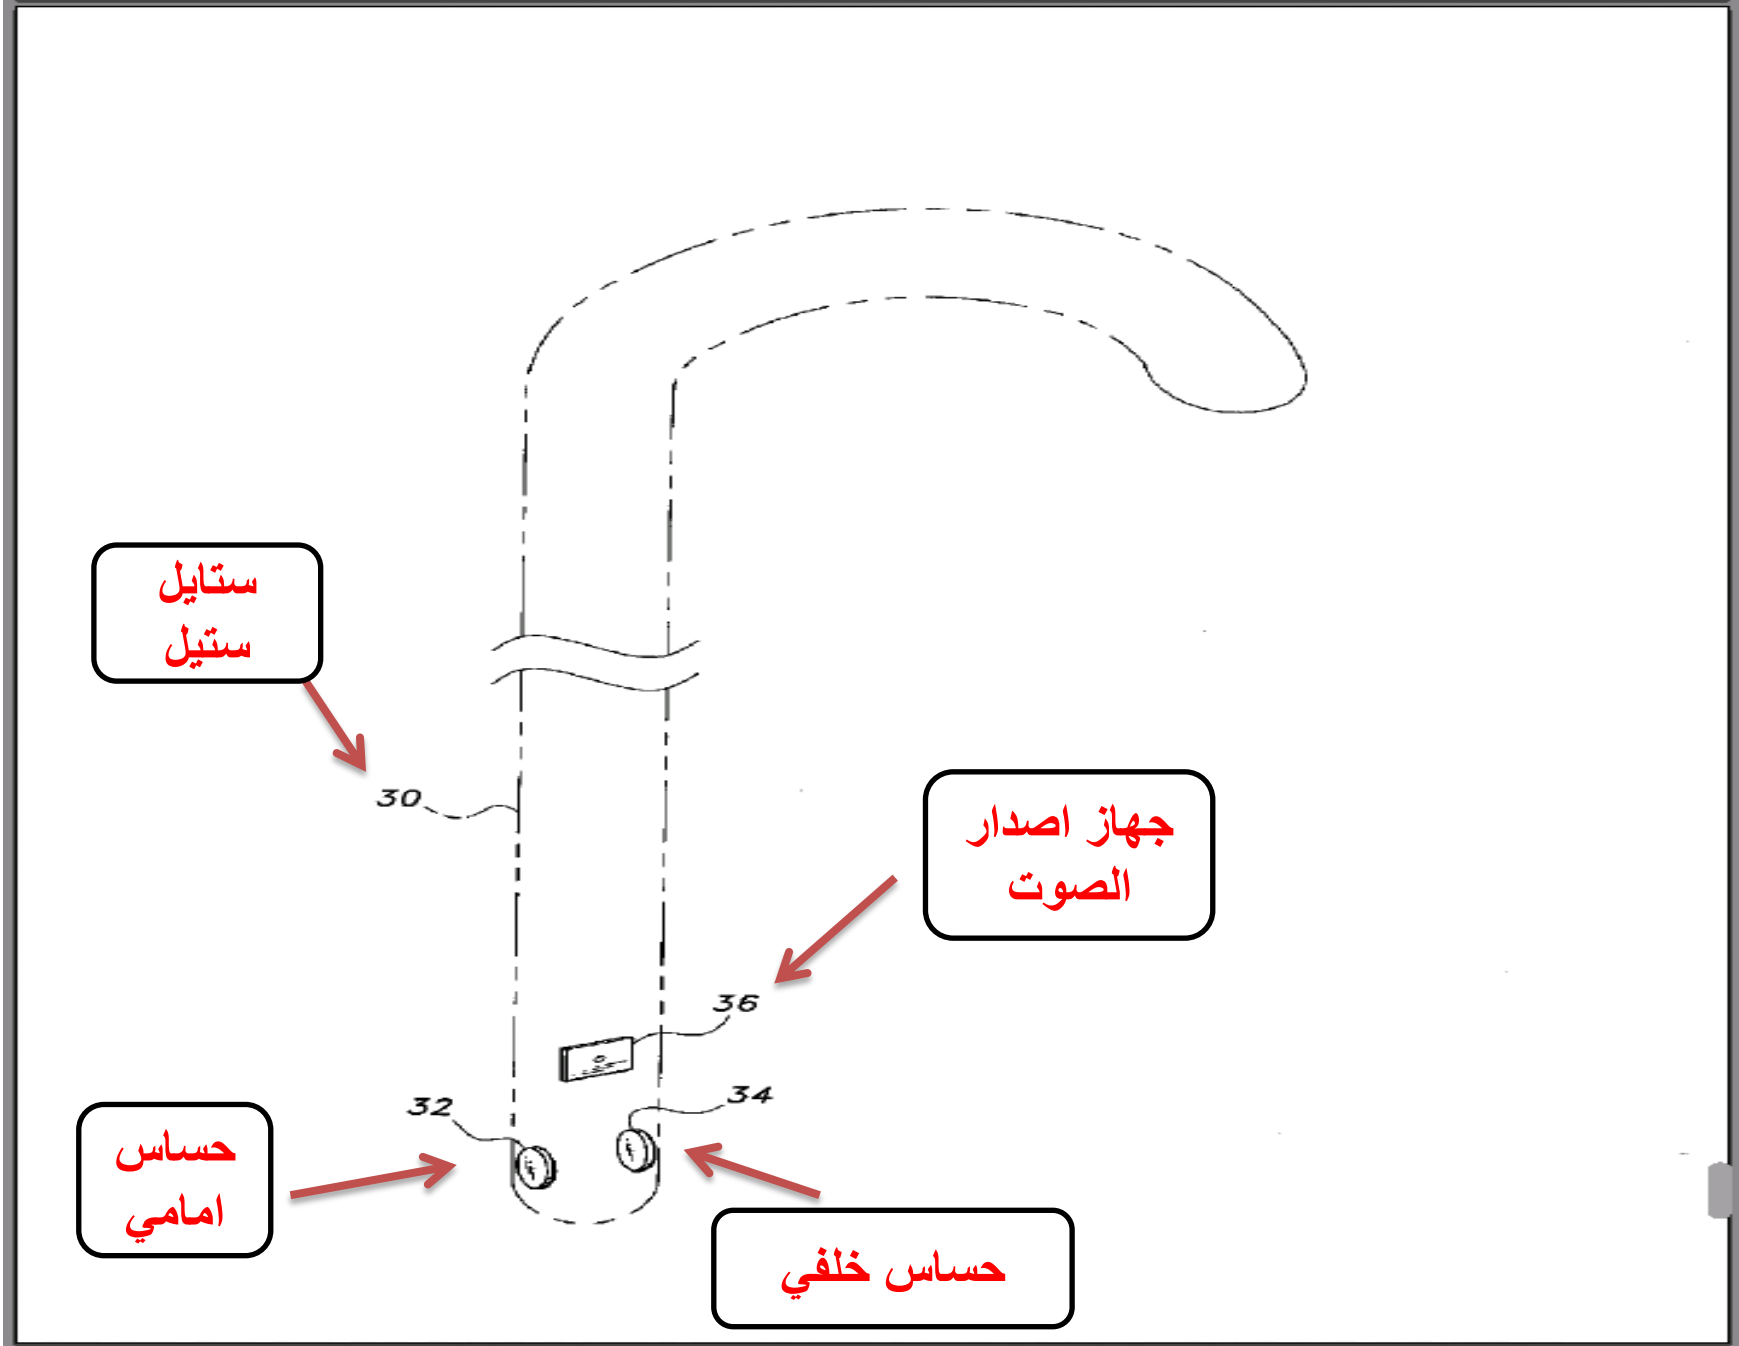 ستايل
ستيل
30
جهاز اصدار
الصوت
36
32
34
حساس
امامي
حساس خلفي